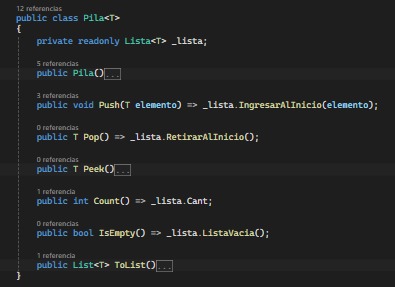 12 referencias
public class Pila<T>
{
private readonly Lista<T> _lista;
5 referencias
public Pila()...
3 referencias
public void Push(T elemento) => _lista.IngresarAlInicio(elemento);
0 referencias
public T Pop() => _lista.RetirarAlInicio();
0 referencias
public T Peek()...
1 referencia
public int Count() => _lista.Cant;
0 referencias
public bool IsEmpty() => _lista.ListaVacia();
1 referencia
public List<T> ToList()...
}